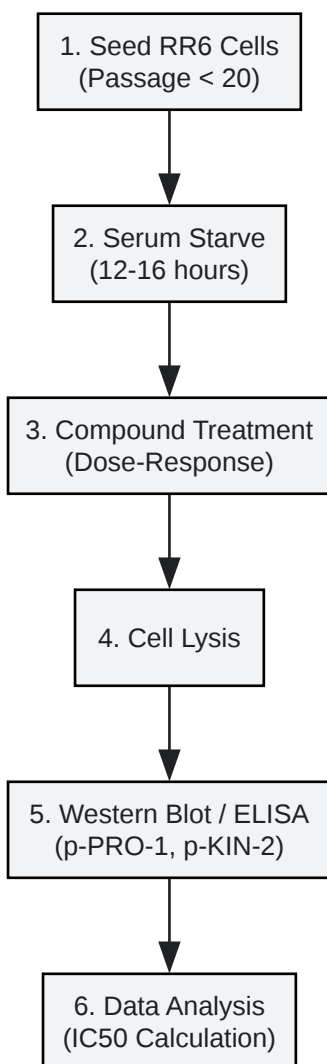 1. Seed RR6 Cells
(Passage < 20)
2. Serum Starve
(12-16 hours)
3. Compound Treatment
(Dose-Response)
4. Cell Lysis
5. Western Blot / ELISA
(p-PRO-1, p-KIN-2)
6. Data Analysis
(IC50 Calculation)